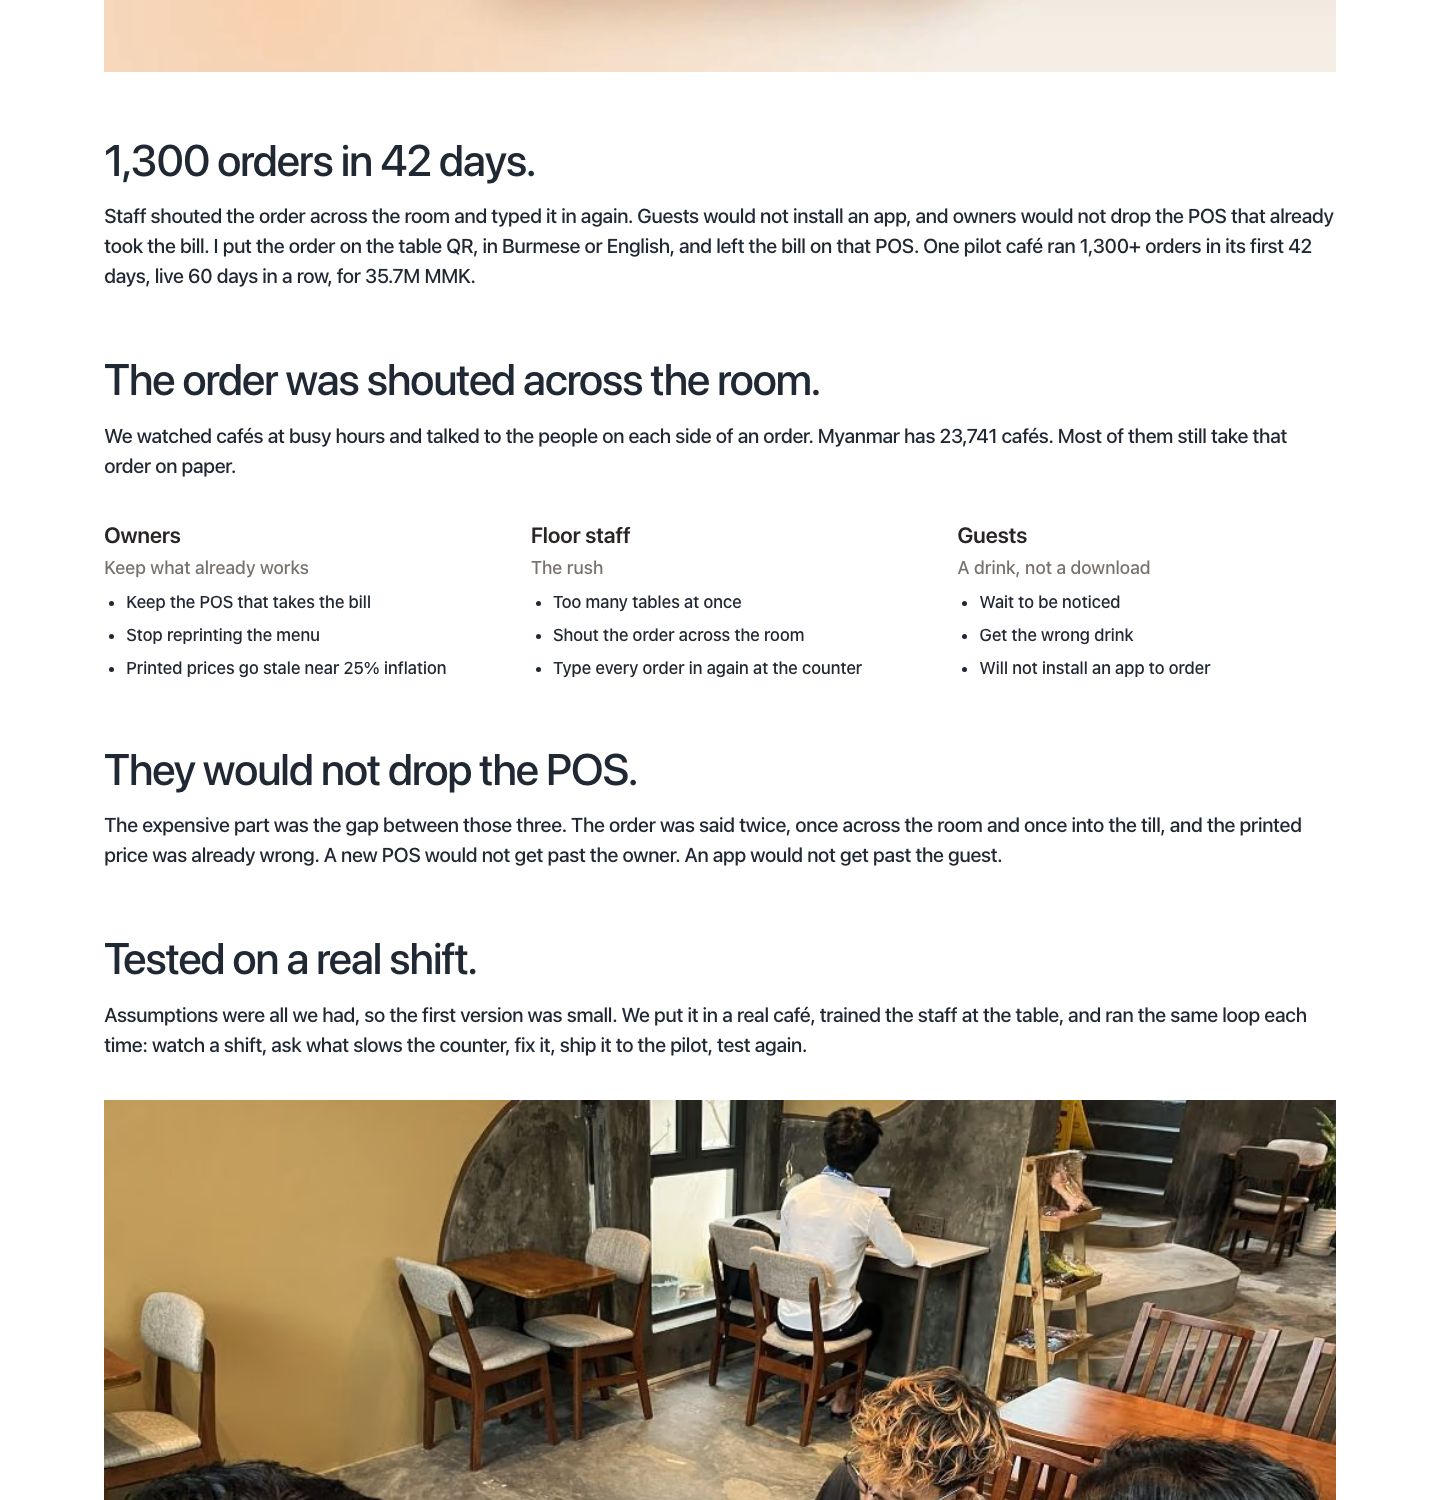 1,300 orders in 42 days.
Staff shouted the order across the room and typed it in again. Guests would not install an app, and owners would not drop the POS that already
took the bill. I put the order on the table QR, in Burmese or English, and left the bill on that POS. One pilot café ran 1,300+ orders in its first 42
days, live 60 days in a row, for 35.7M MMK.
The order was shouted across the room.
We watched cafés at busy hours and talked to the people on each side of an order. Myanmar has 23,741 cafés. Most of them still take that
order on paper.
Owners
Keep what already works
• Keep the POS that takes the bill
• Stop reprinting the menu
• Printed prices go stale near 25% inflation
Floor staff
The rush
• Too many tables at once
• Shout the order across the room
• Type every order in again at the counter
Guests
A drink, not a download
• Wait to be noticed
• Get the wrong drink
• Will not install an app to order
They would not drop the POS.
The expensive part was the gap between those three. The order was said twice, once across the room and once into the till, and the printed
price was already wrong. A new POS would not get past the owner. An app would not get past the guest.
Tested on a real shift.
Assumptions were all we had, so the first version was small. We put it in a real café, trained the staff at the table, and ran the same loop each
time: watch a shift, ask what slows the counter, fix it, ship it to the pilot, test again.